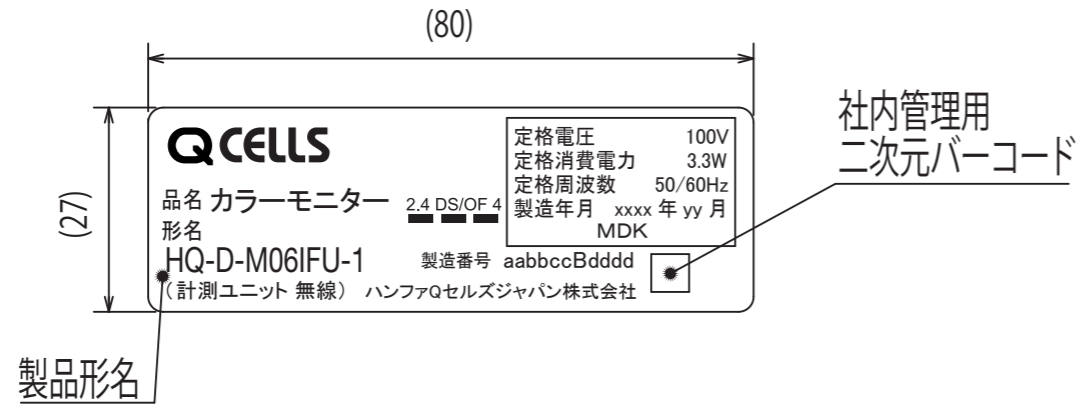 (80)
(27)
Q CELLS
定格電圧 100V
定格消費電力 3.3W
定格周波数 50/60Hz
製造年月 xxxx 年 yy 月
MDK
品名 カラーモニター
2.4 DS/OF 4
形名
HQ-D-M06IFU-1
製造番号 aabbccBdddd
（計測ユニット 無線） ハンファQセルズジャパン株式会社
社内管理用
二次元バーコード
製品形名